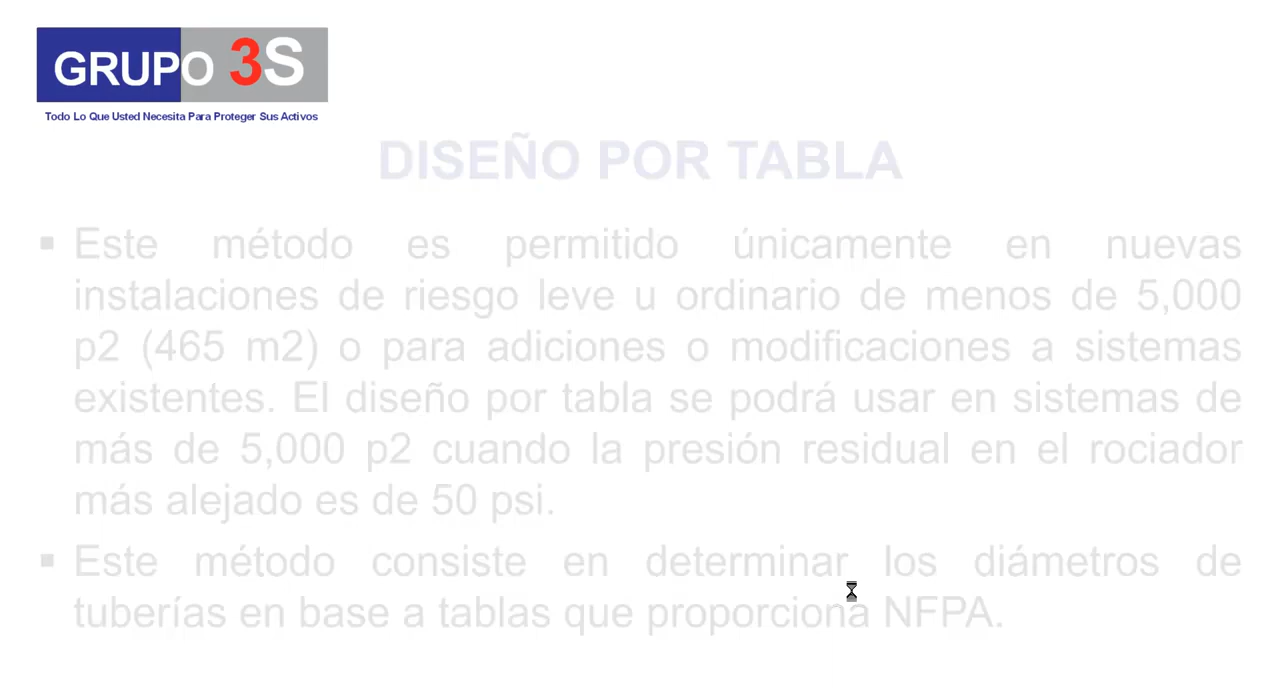 GRUPO 3S
Todo Lo Que Usted Necesita Para Proteger Sus Activos
DISEÑO POR TABLA
▪ Este método es permitido únicamente en nuevas
instalaciones de riesgo leve u ordinario de menos de 5,000
p2 (465 m2) o para adiciones o modificaciones a sistemas
existentes. El diseño por tabla se podrá usar en sistemas de
más de 5,000 p2 cuando la presión residual en el rociador
más alejado es de 50 psi.
▪ Este método consiste en determinar los diámetros de
tuberías en base a tablas que proporciona NFPA.